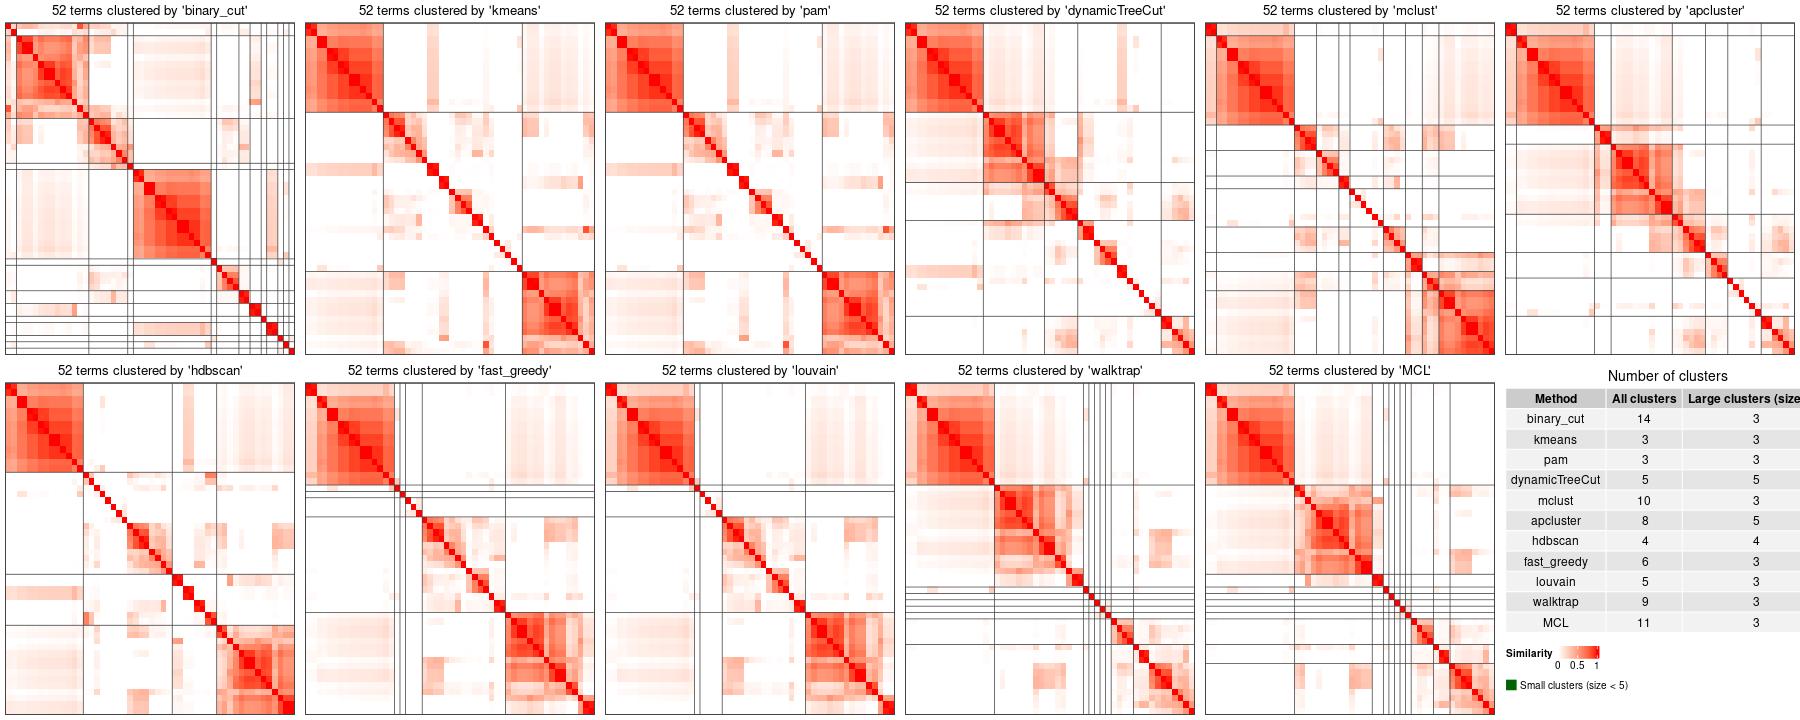 52 terms clustered by 'binary_cut'
52 terms clustered by 'kmeans'
52 terms clustered by 'pam'
52 terms clustered by 'dynamicTreeCut'
52 terms clustered by 'mclust'
52 terms clustered by 'apcluster'
52 terms clustered by 'hdbscan'
52 terms clustered by 'fast_greedy'
52 terms clustered by 'louvain'
52 terms clustered by 'walktrap'
52 terms clustered by 'MCL'
Number of clusters
Method All clusters Large clusters (size
binary_cut 14 3
kmeans 3 3
pam 3 3
dynamicTreeCut 5 5
mclust 10 3
apcluster 8 5
hdbscan 4 4
fast_greedy 6 3
louvain 5 3
walktrap 9 3
MCL 11 3
Similarity
0 0.5 1
Small clusters (size < 5)